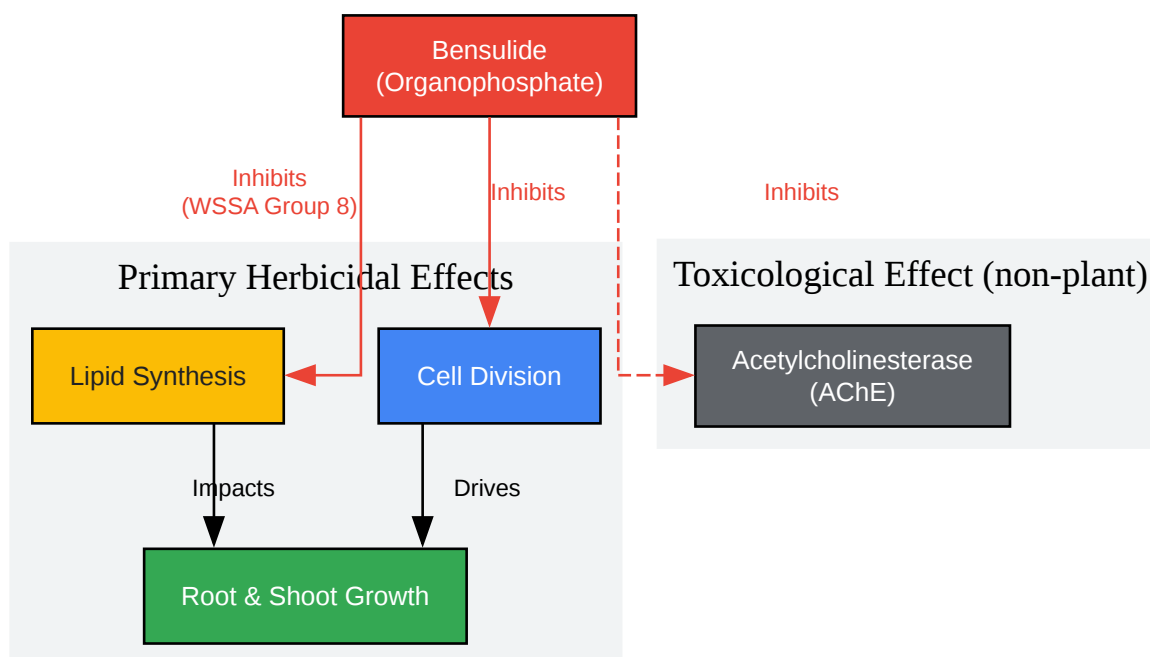 Bensulide
(Organophosphate)
Inhibits
(WSSA Group 8)
Inhibits
Inhibits
Primary Herbicidal Effects
Toxicological Effect (non-plant)
Lipid Synthesis
Cell Division
Acetylcholinesterase
(AChE)
Impacts
Drives
Root & Shoot Growth